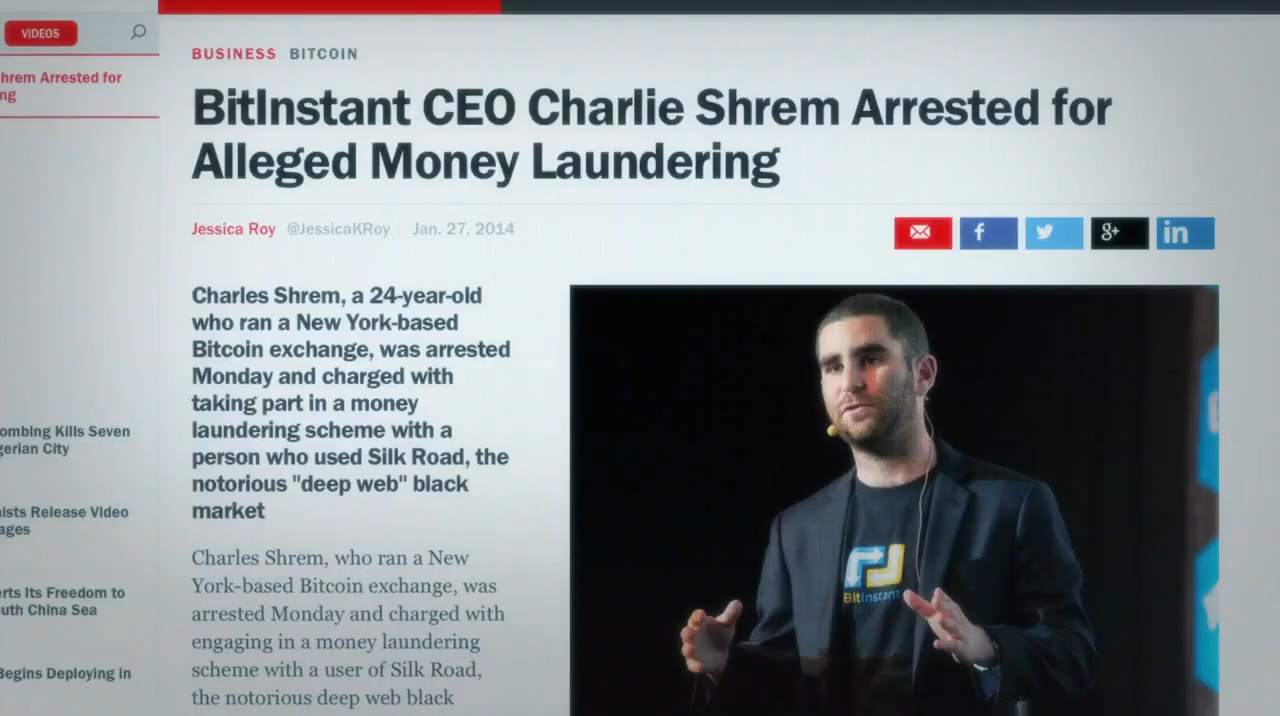 VIDEOS
hrem Arrested for
ng
ombing Kills Seven
gerian City
ists Release Video
ages
rts Its Freedom to
uth China Sea
Begins Deploying in
BUSINESS BITCOIN
BitInstant CEO Charlie Shrem Arrested for
Alleged Money Laundering
Jessica Roy @JessicaKRoy Jan. 27, 2014
f 8+ in
Charles Shrem, a 24-year-old
who ran a New York-based
Bitcoin exchange, was arrested
Monday and charged with
taking part in a money
laundering scheme with a
person who used Silk Road, the
notorious "deep web" black
market
Charles Shrem, who ran a New
York-based Bitcoin exchange, was
arrested Monday and charged with
engaging in a money laundering
scheme with a user of Silk Road,
the notorious deep web black
BitInstant